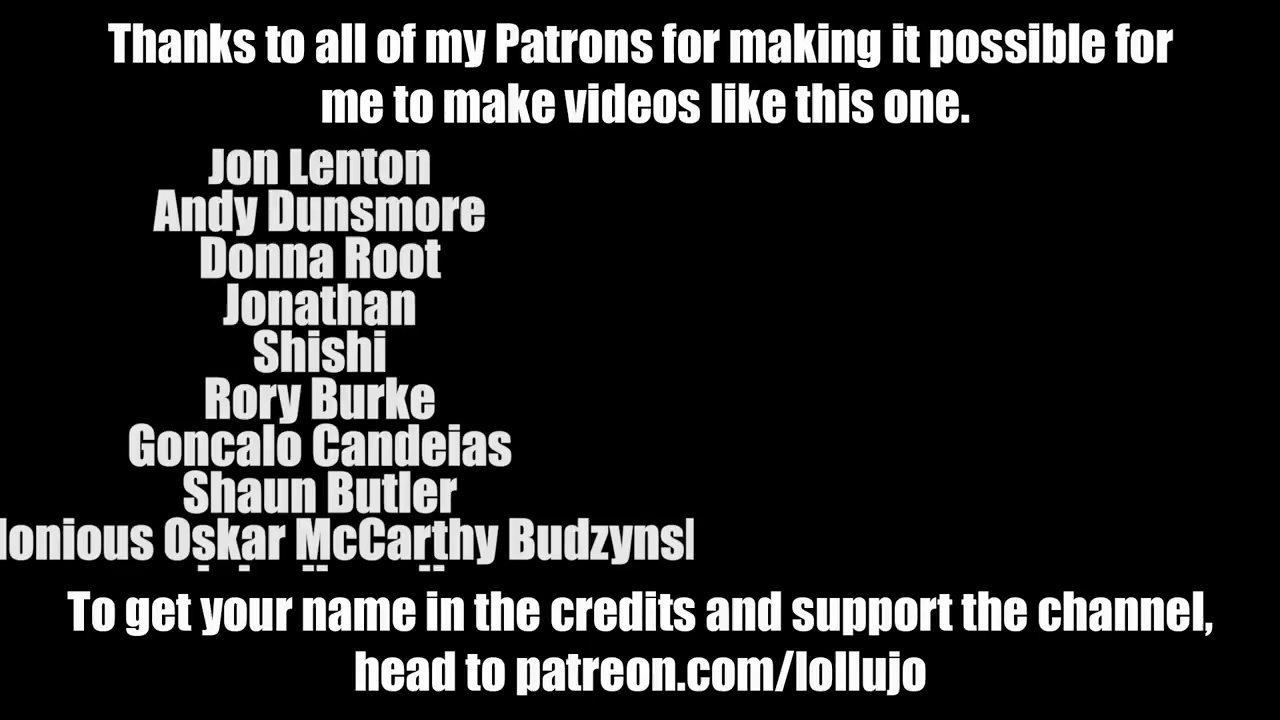 Thanks to all of my Patrons for making it possible for
me to make videos like this one.
Jon Lenton
Andy Dunsmore
Donna Root
Jonathan
Shishi
Rory Burke
Goncalo Candeias
Shaun Butler
lonious Oskar McCarthy Budzynsl
To get your name in the credits and support the channel,
head to patreon.com/lollujo